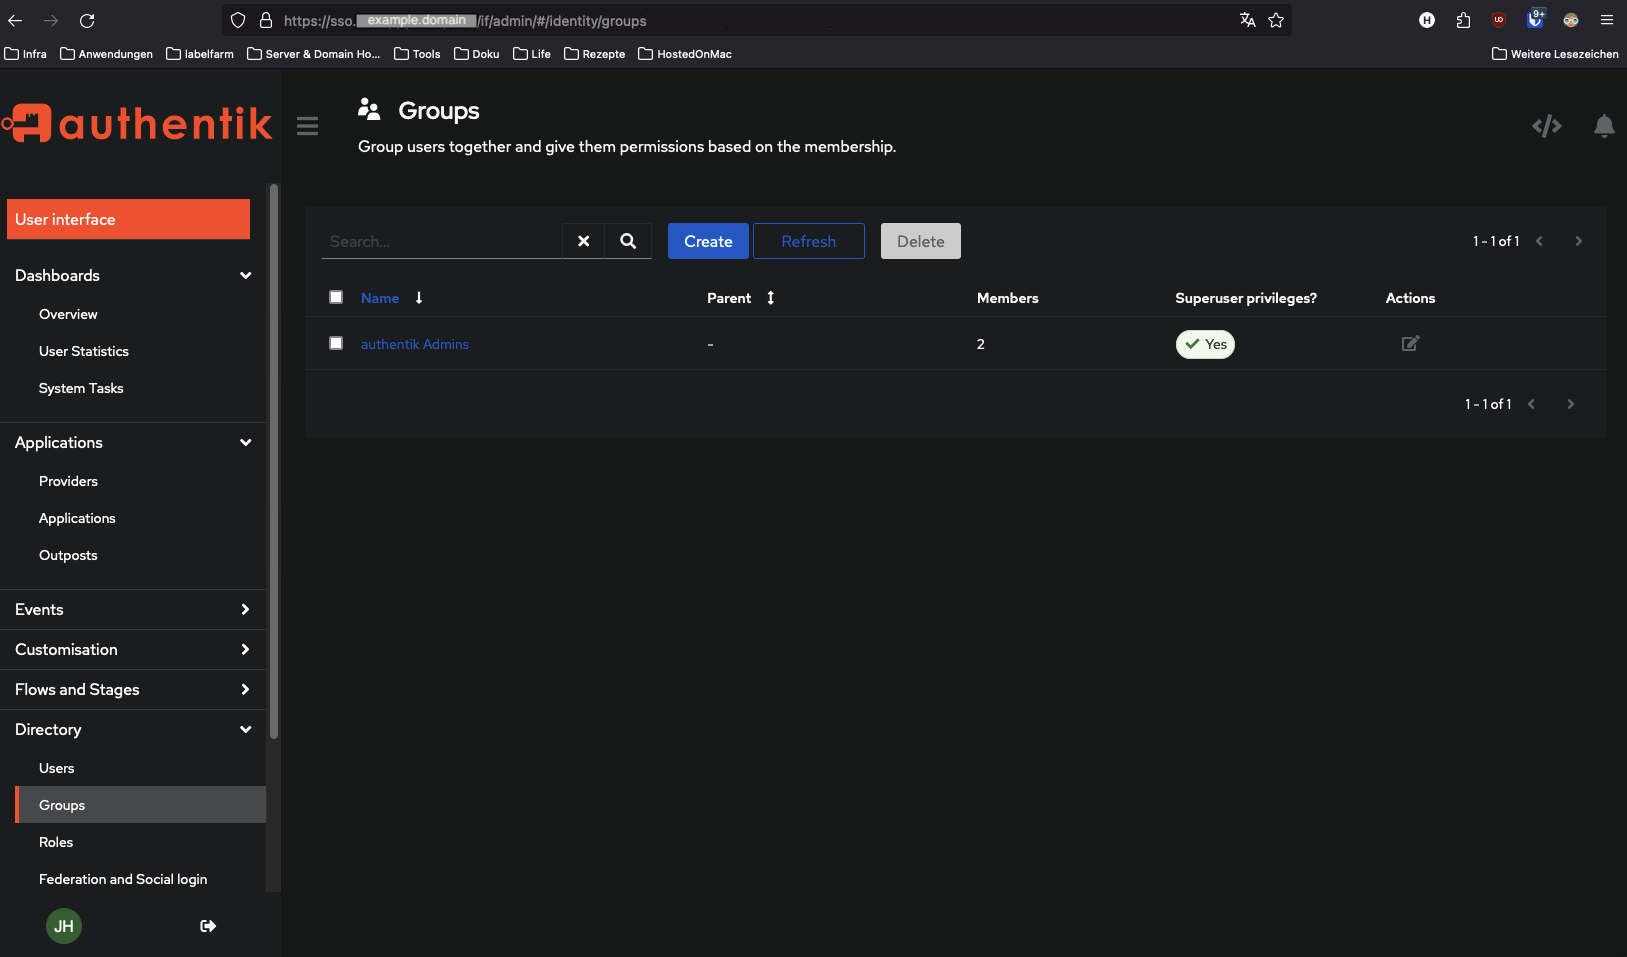 https://sso.example.domain/if/admin/#/identity/groups
H
UO
9+
Infra
Anwendungen
labelfarm
Server & Domain Ho...
Tools
Doku
Life
Rezepte
HostedOnMac
Weitere Lesezeichen
authentik
User interface
Dashboards
Overview
User Statistics
System Tasks
Applications
Providers
Applications
Outposts
Events
Customisation
Flows and Stages
Directory
Users
Groups
Roles
Federation and Social login
JH
Groups
Group users together and give them permissions based on the membership.
Search...
Create
Refresh
Delete
1 - 1 of 1
Name
Parent
Members
Superuser privileges?
Actions
authentik Admins
-
2
Yes
1 - 1 of 1